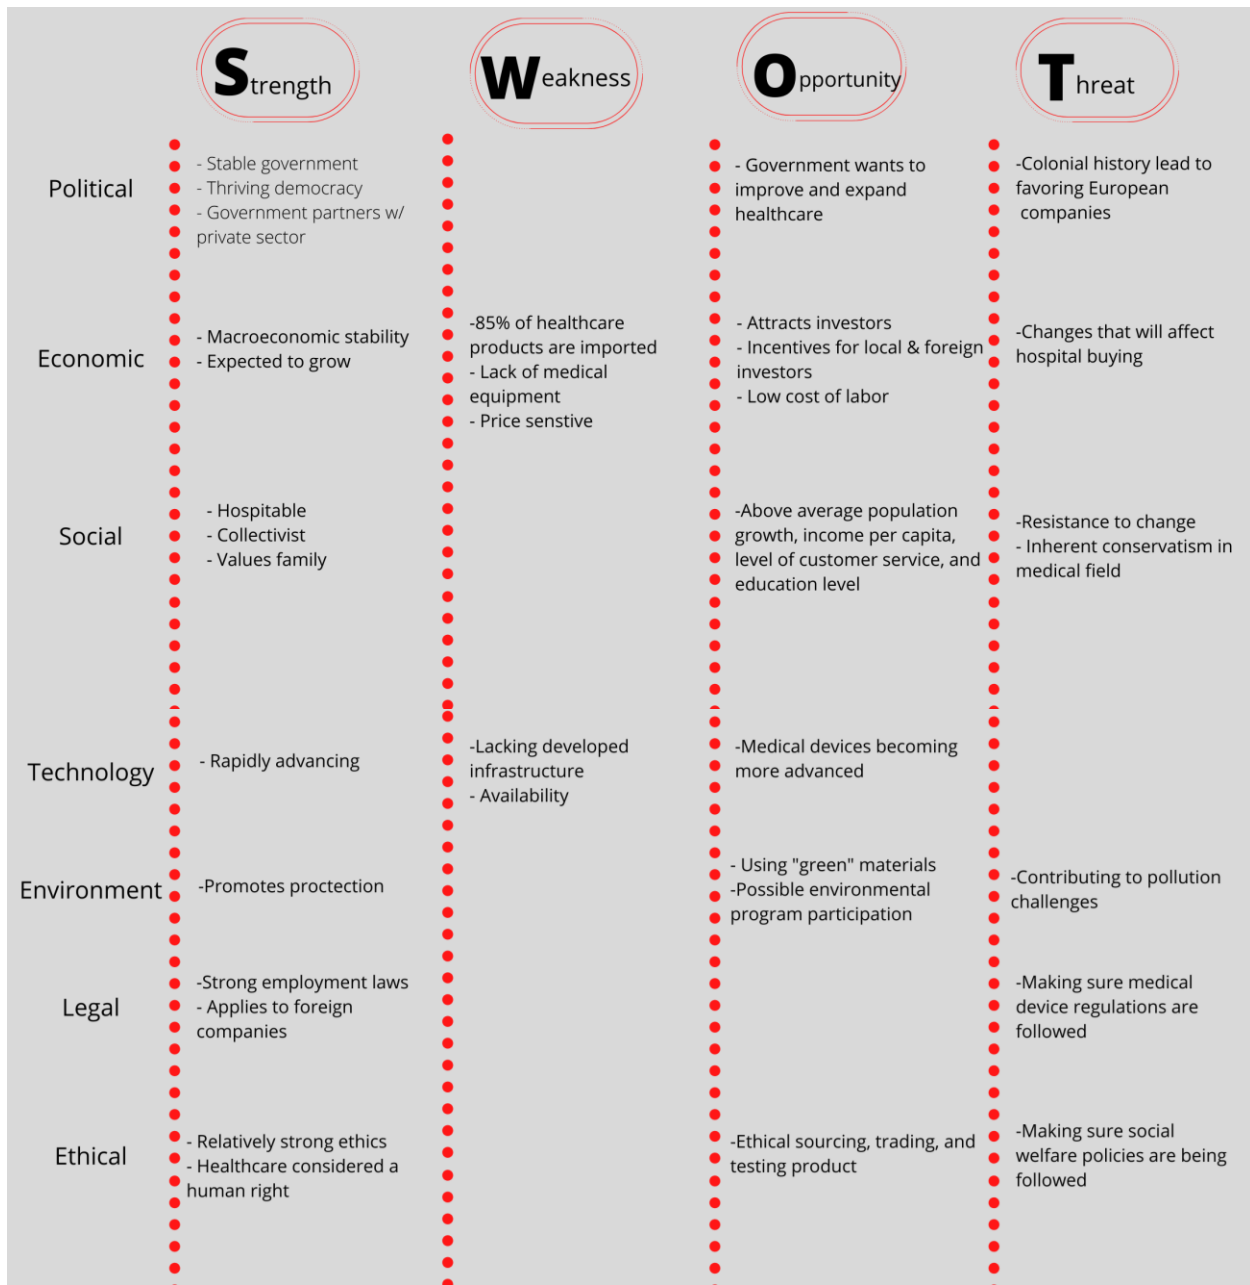 Strength
Weakness
Opportunity
Threat
Political
- Stable government
- Thriving democracy
- Government partners w/
private sector
- Government wants to
improve and expand
healthcare
-Colonial history lead to
favoring European
companies
Economic
- Macroeconomic stability
- Expected to grow
-85% of healthcare
products are imported
- Lack of medical
equipment
- Price senstive
- Attracts investors
- Incentives for local & foreign
investors
- Low cost of labor
-Changes that will affect
hospital buying
Social
- Hospitable
- Collectivist
- Values family
-Above average population
growth, income per capita,
level of customer service, and
education level
-Resistance to change
- Inherent conservatism in
medical field
Technology
- Rapidly advancing
-Lacking developed
infrastructure
- Availability
-Medical devices becoming
more advanced
Environment
-Promotes proctection
- Using "green" materials
-Possible environmental
program participation
-Contributing to pollution
challenges
Legal
-Strong employment laws
- Applies to foreign
companies
-Making sure medical
device regulations are
followed
Ethical
- Relatively strong ethics
- Healthcare considered a
human right
-Ethical sourcing, trading, and
testing product
-Making sure social
welfare policies are being
followed